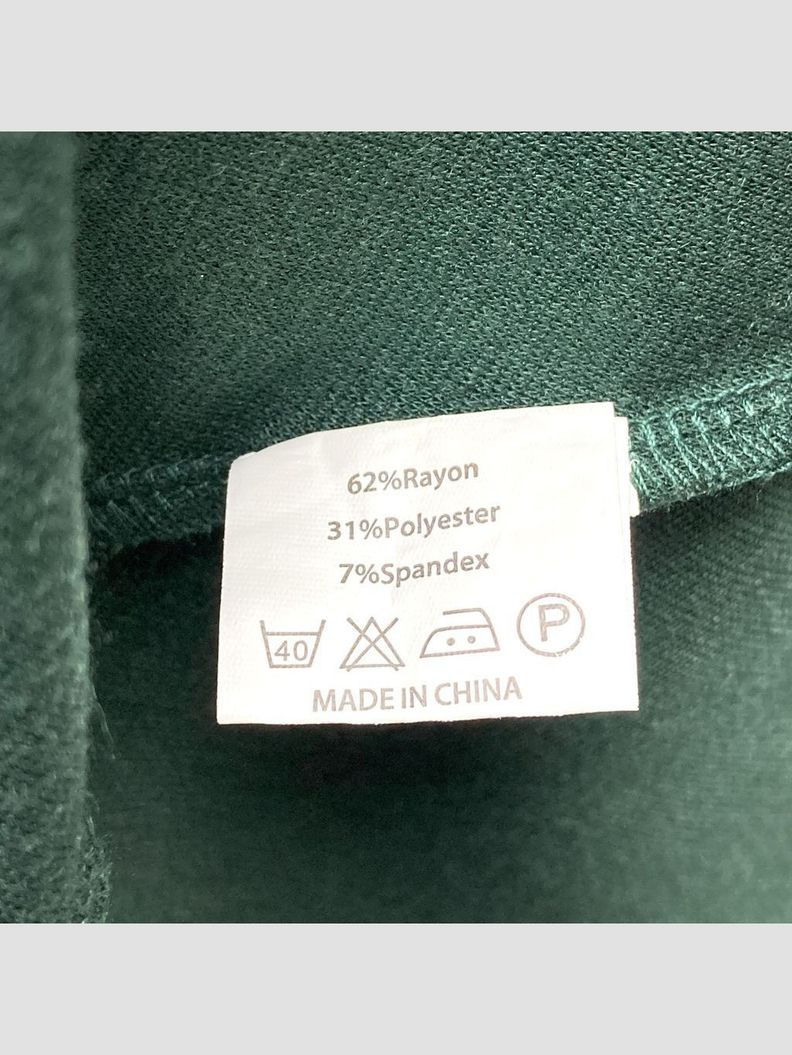 62%Rayon
31%Polyester
7%Spandex
40 P
MADE IN CHINA